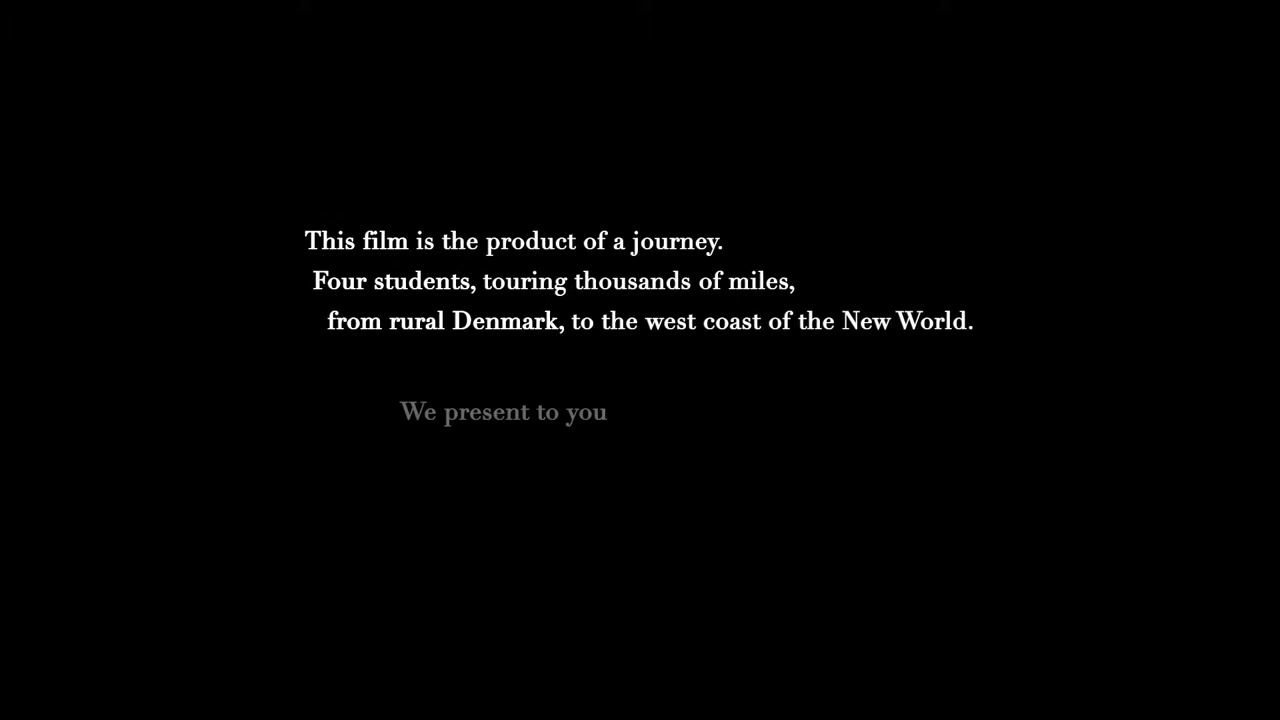 This film is the product of a journey.
Four students, touring thousands of miles,
from rural Denmark, to the west coast of the New World.
We present to you